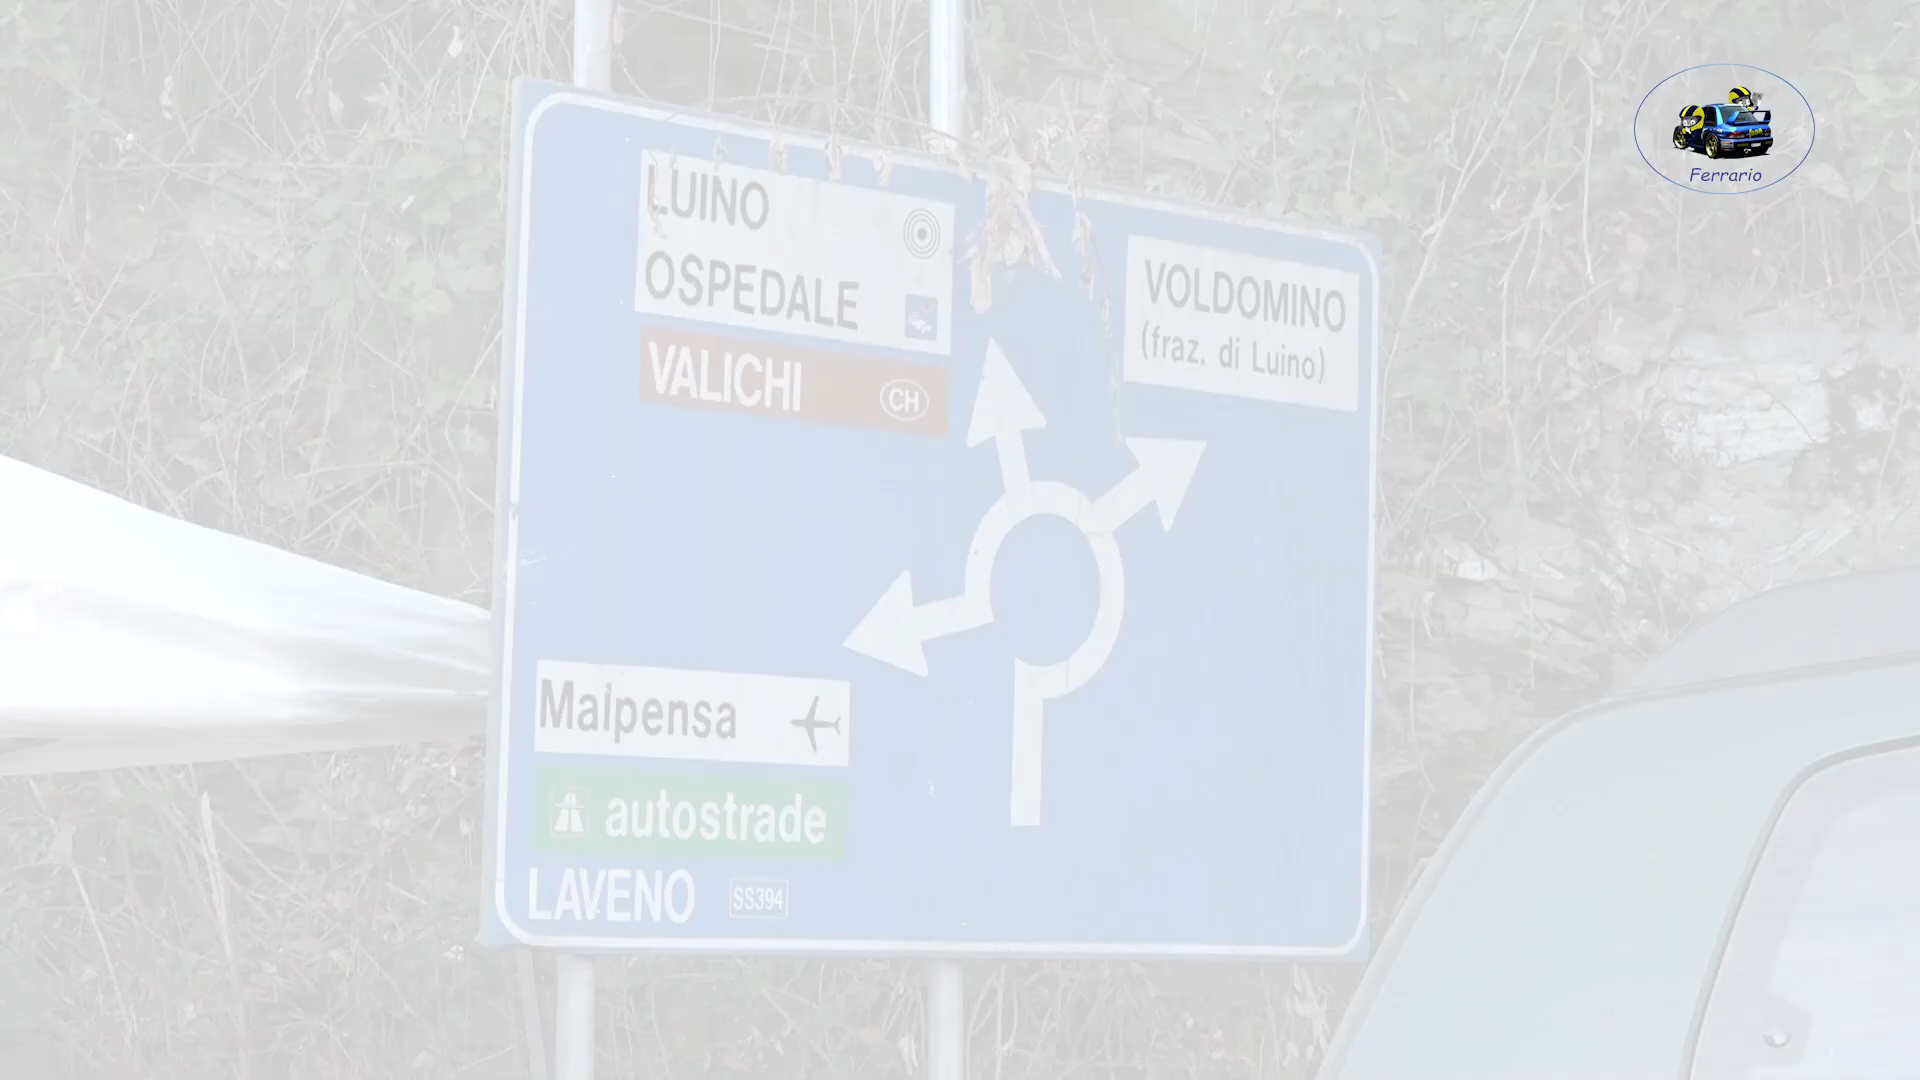 LUINO
OSPEDALE
VALICHI CH
VOLDOMINO
(fraz. di Luino)
Malpensa
autostrade
LAVENO SS394
Ferrario